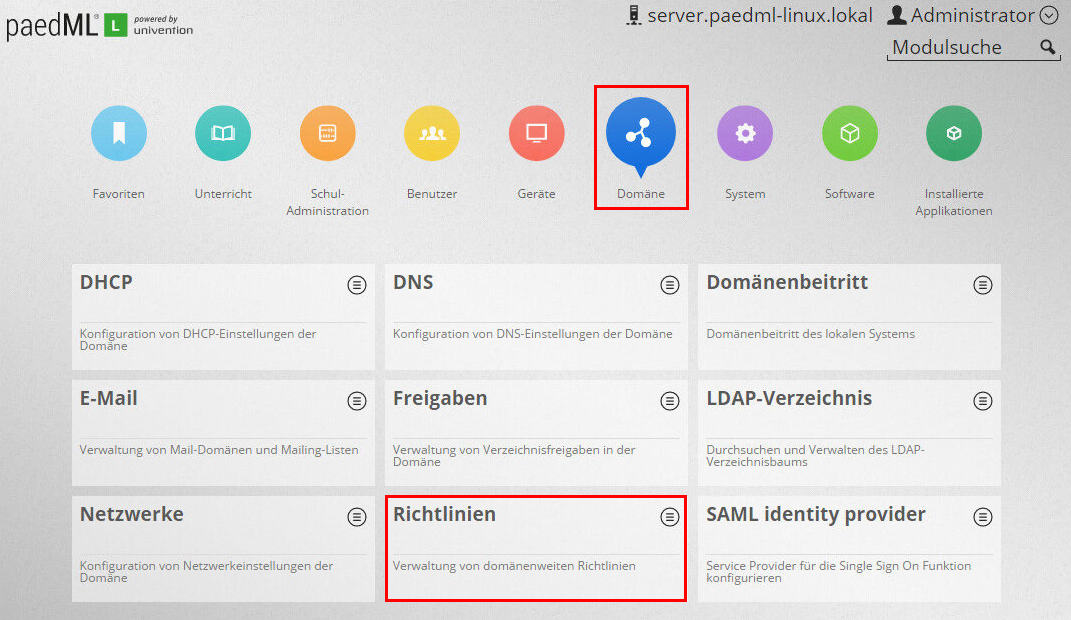 paedML® L powered by
univention
server.paedml-linux.lokal Administrator
Modulsuche
Favoriten Unterricht Schul- Benutzer Geräte Domäne System Software Installierte
Administration Applikationen
DHCP
Konfiguration von DHCP-Einstellungen der
Domäne
DNS
Konfiguration von DNS-Einstellungen der Domäne
Domänenbeitritt
Domänenbeitritt des lokalen Systems
E-Mail
Verwaltung von Mail-Domänen und Mailing-Listen
Freigaben
Verwaltung von Verzeichnisfreigaben in der
Domäne
LDAP-Verzeichnis
Durchsuchen und Verwalten des LDAP-
Verzeichnisbaums
Netzwerke
Konfiguration von Netzwerkeinstellungen der
Domäne
Richtlinien
Verwaltung von domänenweiten Richtlinien
SAML identity provider
Service Provider für die Single Sign On Funktion
konfigurieren